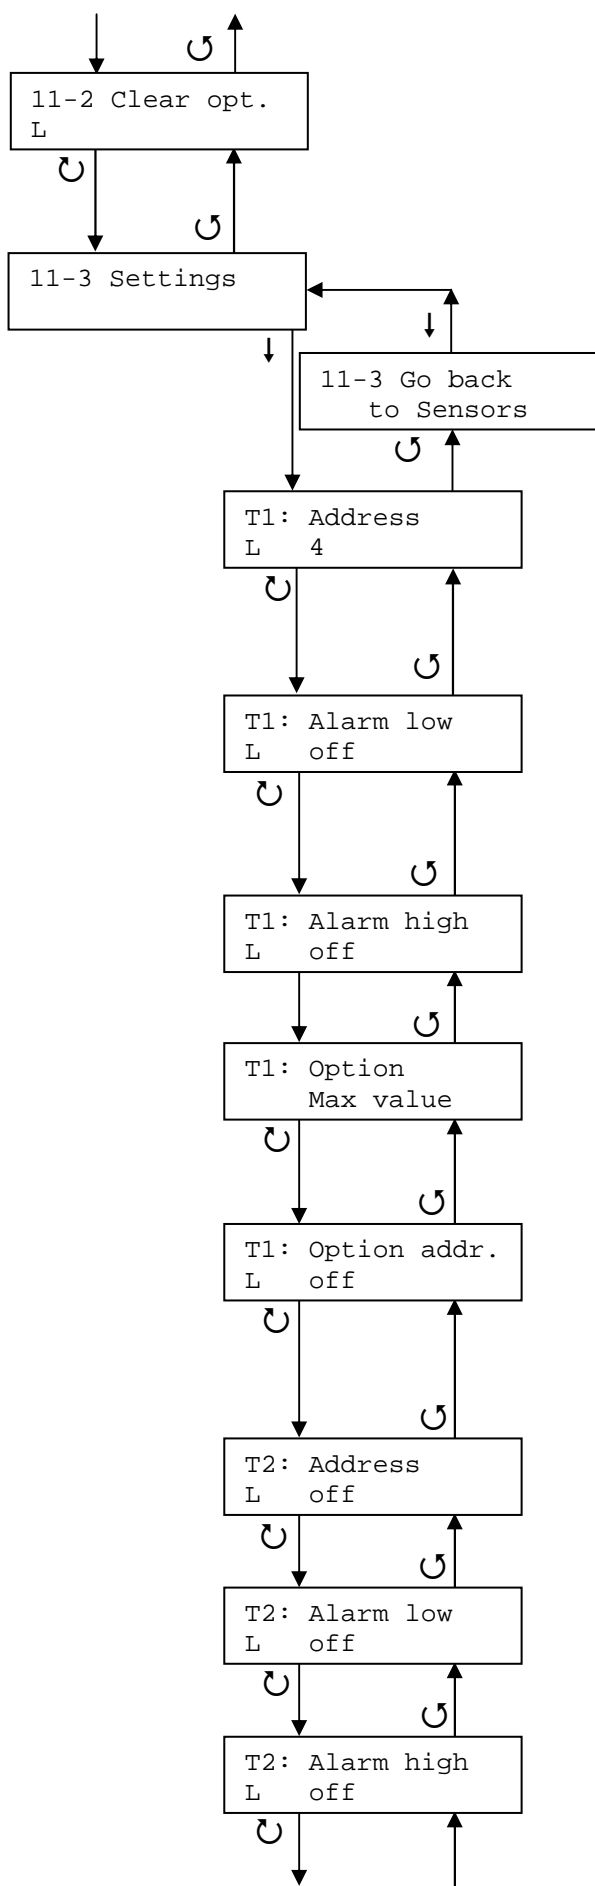 11-2 Clear opt.
L
11-3 Settings
11-3 Go back
to Sensors
T1: Address
L 4
T1: Alarm low
L off
T1: Alarm high
L off
T1: Option
Max value
T1: Option addr.
L off
T2: Address
L off
T2: Alarm low
L off
T2: Alarm high
L off